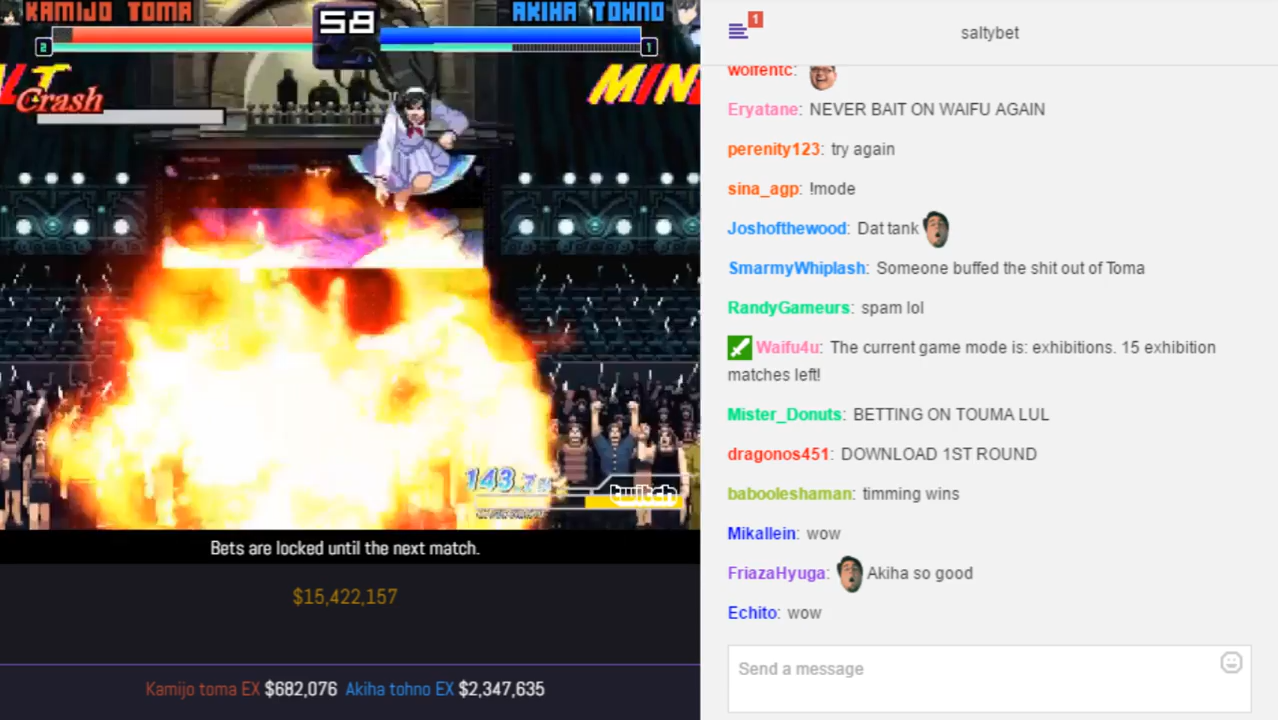 KAMIJO TOMA
58
AKIHA TOHNO
2
1
Crash
143
twitch
Bets are locked until the next match.
$15,422,157
Kamijo toma EX $682,076 Akiha tohno EX $2,347,635
1
saltybet
wolfentc:
Eryatane: NEVER BAIT ON WAIFU AGAIN
perenity123: try again
sina_agp: !mode
Joshofthewood: Dat tank
SmarmyWhiplash: Someone buffed the shit out of Toma
RandyGameurs: spam lol
Waifu4u: The current game mode is: exhibitions. 15 exhibition
matches left!
Mister_Donuts: BETTING ON TOUMA LUL
dragonos451: DOWNLOAD 1ST ROUND
babooleshaman: timming wins
Mikallein: wow
FriazaHyuga: Akiha so good
Echito: wow
Send a message